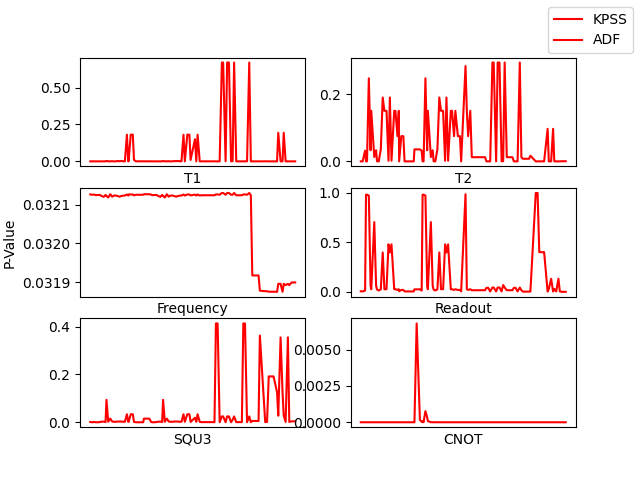 KPSS
ADF
0.50
0.25
0.00
T1
0.2
0.0
T2
P-Value
0.0321
0.0320
0.0319
Frequency
1.0
0.5
0.0
Readout
0.4
0.2
0.0
SQU3
0.0050
0.0025
0.0000
CNOT